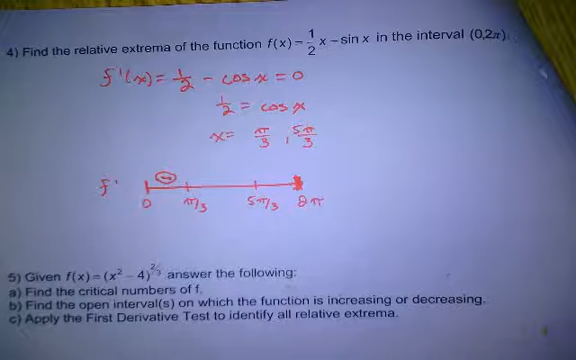 4) Find the relative extrema of the function f(x) = 1/2 x – sin x in the interval (0,2π).
f'(x) = 1/2 - cos x = 0
1/2 = cos x
x = π/3 , 5π/3
f' ⊖
0 π/3 5π/3 2π
5) Given f(x) = (x² – 4)^(2/3) answer the following:
a) Find the critical numbers of f.
b) Find the open interval(s) on which the function is increasing or decreasing.
c) Apply the First Derivative Test to identify all relative extrema.